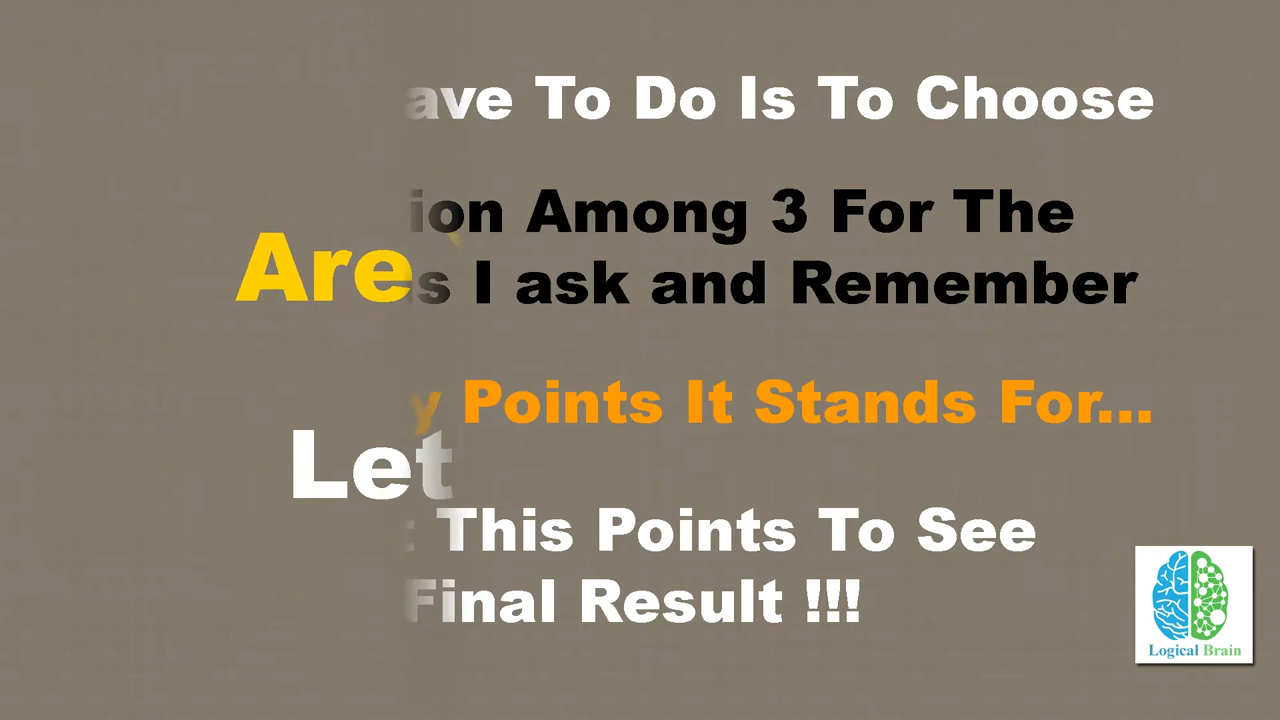 ave To Do Is To Choose
ion Among 3 For The
Are
s I ask and Remember
y Points It Stands For...
Let
This Points To See
Final Result !!!
Logical Brain